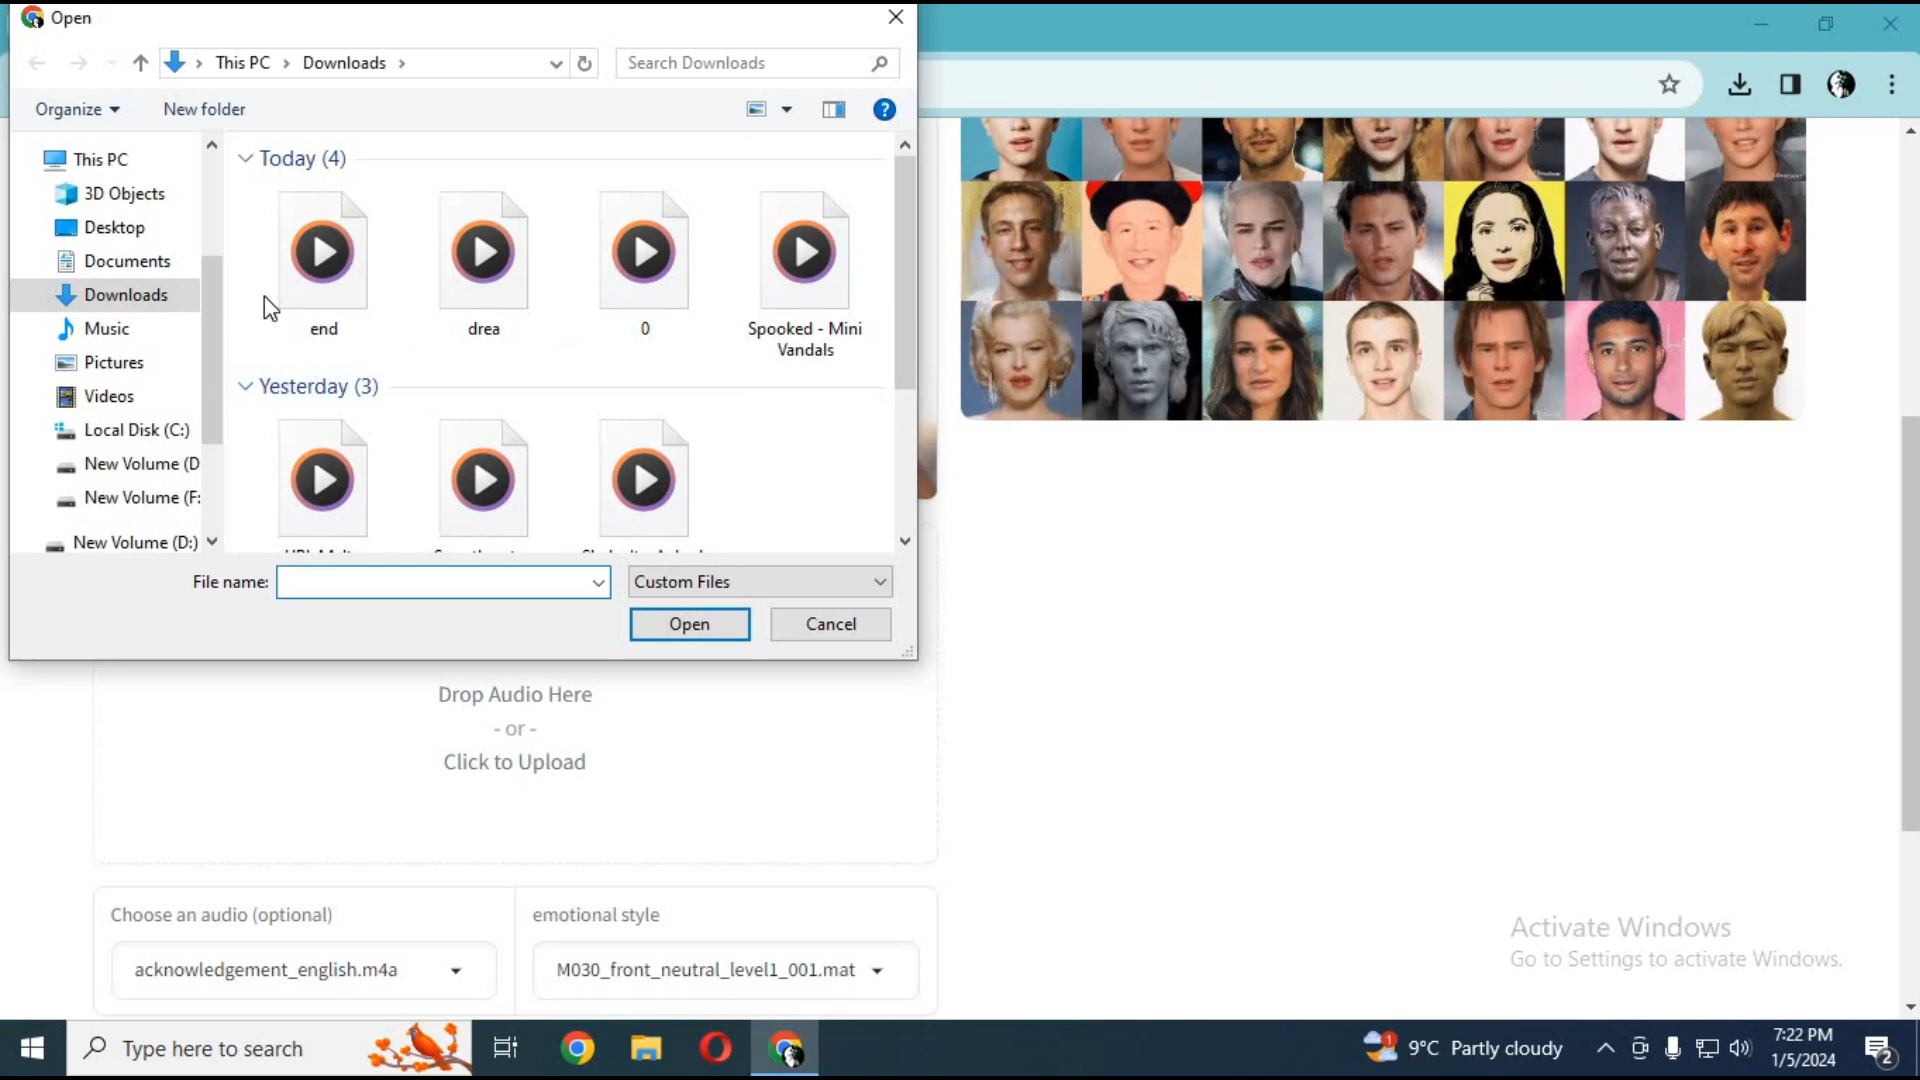 Open
This PC
Downloads
Search Downloads
Organize
New folder
This PC
3D Objects
Desktop
Documents
Downloads
Music
Pictures
Videos
Local Disk (C:)
New Volume (D
New Volume (F:
New Volume (D:)
Today (4)
end
drea
0
Spooked - Mini
Vandals
Yesterday (3)
File name:
Custom Files
Open
Cancel
Drop Audio Here
- or -
Click to Upload
Choose an audio (optional)
acknowledgement_english.m4a
emotional style
M030_front_neutral_level1_001.mat
Activate Windows
Go to Settings to activate Windows.
Type here to search
1
9°C Partly cloudy
7:22 PM
1/5/2024
2